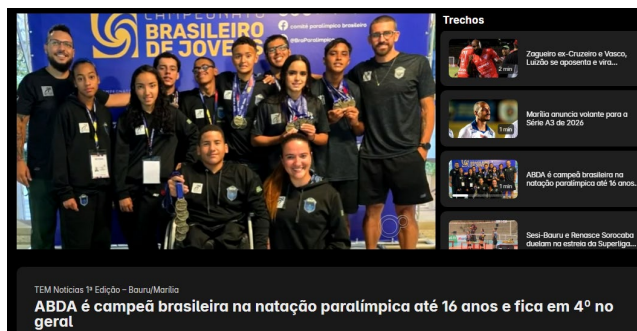 CAMPEONATO
BRASILEIRO
DE JOVENS
comitê paralímpico brasileiro
Trechos
Zagueiro ex-Cruzeiro e Vasco,
Luizão se aposenta e vira...
2 min
Marília anuncia volante para a
Série A3 de 2026
1 min
ABDA é campeã brasileira na
natação paralímpica até 16 anos...
1 min
Sesi-Bauru e Renasce Sorocaba
duelam na estreia da Superliga...
TEM Notícias 1ª Edição – Bauru/Marília
ABDA é campeã brasileira na natação paralímpica até 16 anos e fica em 4º no
geral